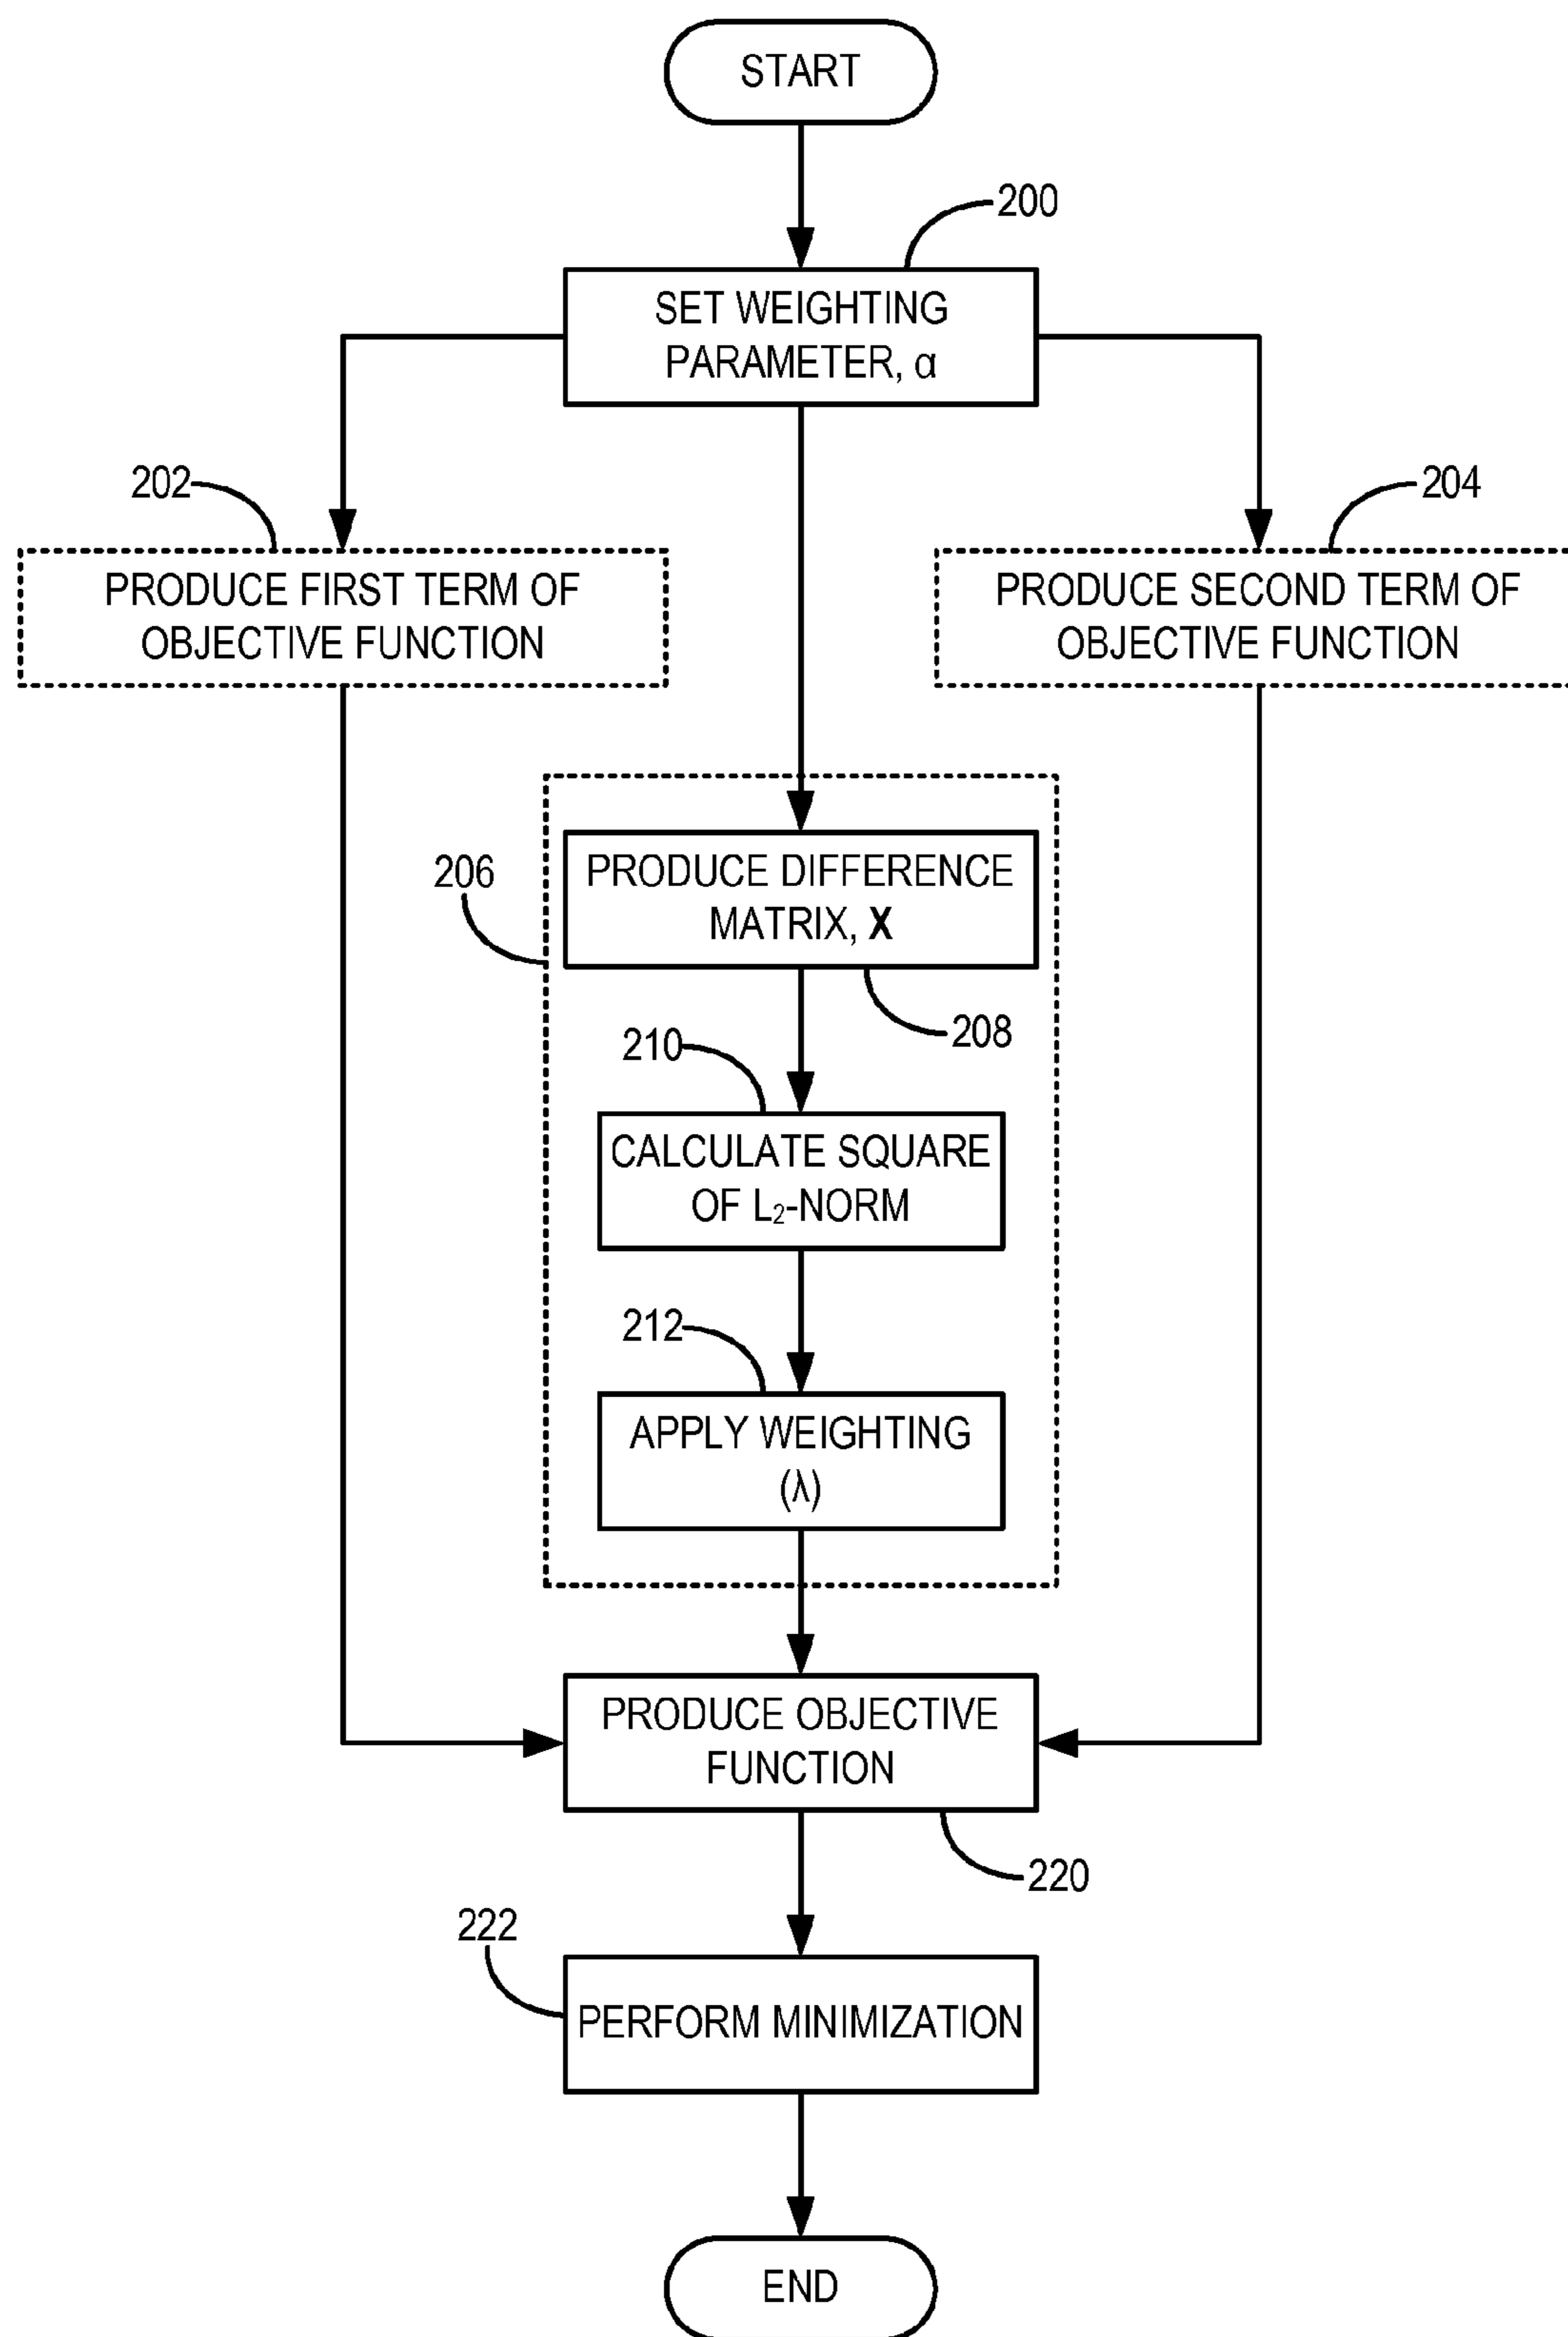 START
200
SET WEIGHTING
PARAMETER, α
202
204
PRODUCE FIRST TERM OF
OBJECTIVE FUNCTION
PRODUCE SECOND TERM OF
OBJECTIVE FUNCTION
206
PRODUCE DIFFERENCE
MATRIX, X
208
210
CALCULATE SQUARE
OF L₂-NORM
212
APPLY WEIGHTING
(λ)
PRODUCE OBJECTIVE
FUNCTION
220
222
PERFORM MINIMIZATION
END